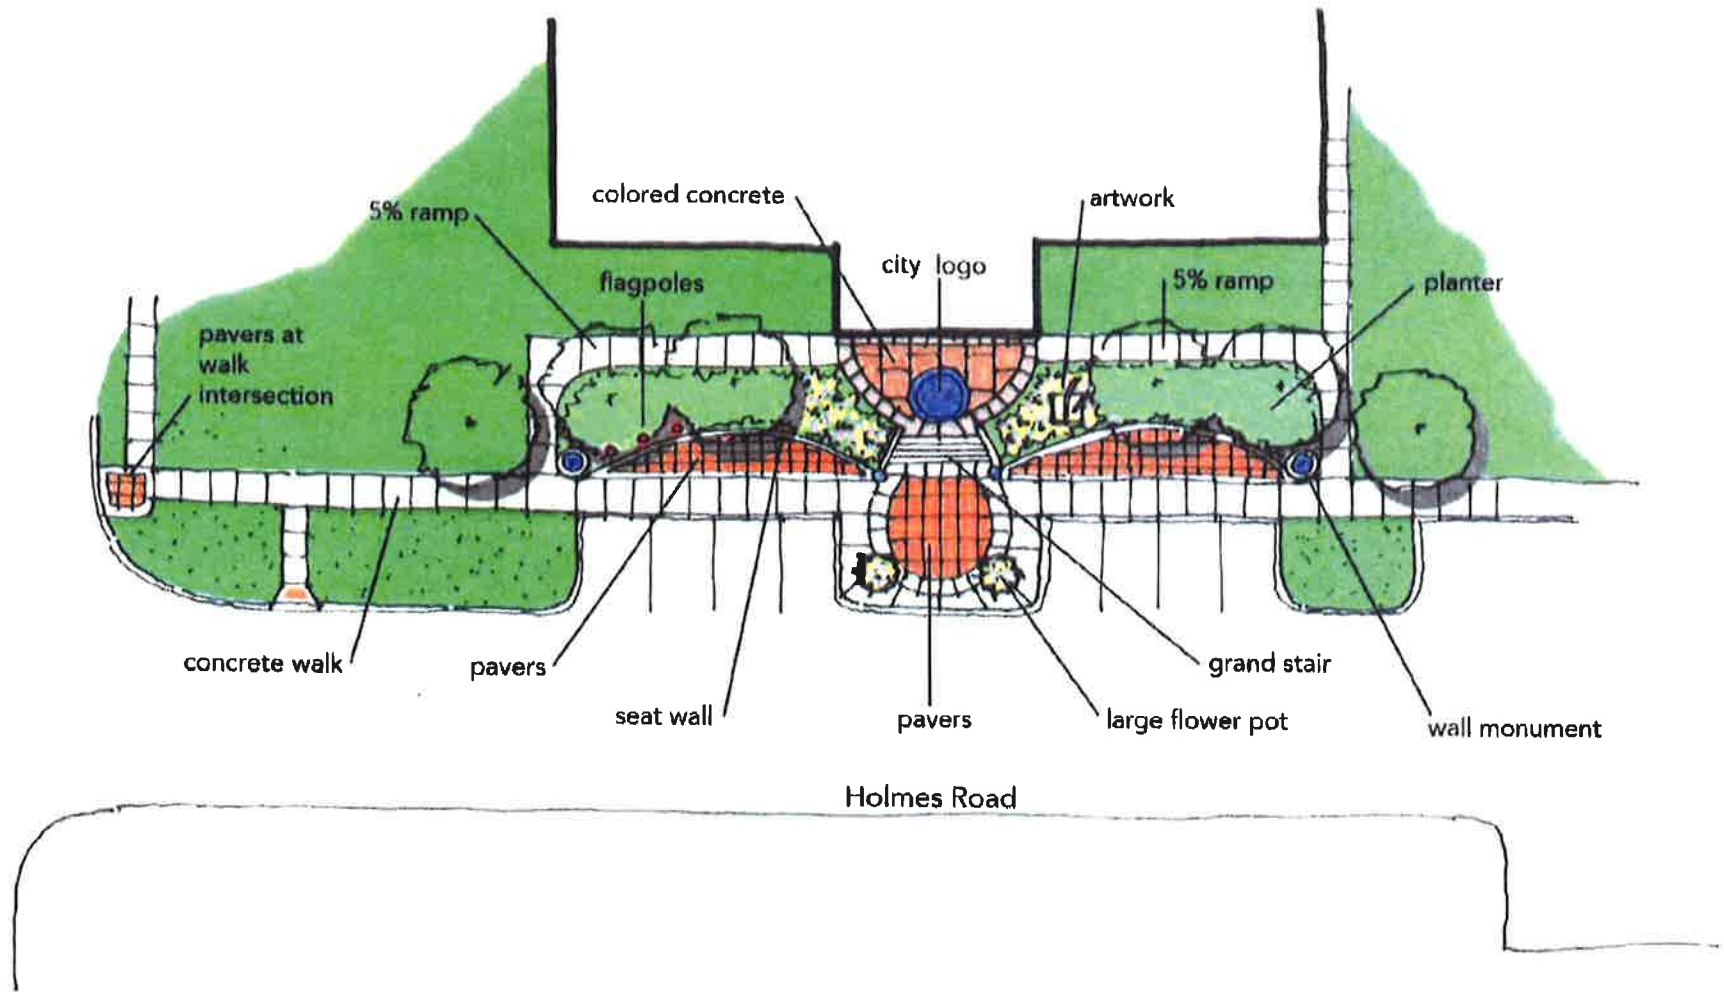 colored concrete
artwork
5% ramp
city logo
flagpoles
5% ramp
planter
pavers at
walk
intersection
concrete walk
pavers
grand stair
seat wall
pavers
large flower pot
wall monument
Holmes Road